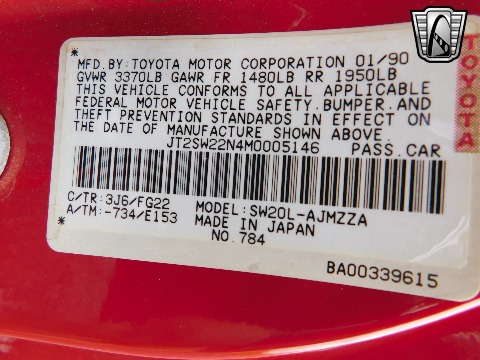 MFD.BY:TOYOTA MOTOR CORPORATION 01/90
GVWR 3370LB GAWR FR 1480LB RR 1950LB
THIS VEHICLE CONFORMS TO ALL APPLICABLE
FEDERAL MOTOR VEHICLE SAFETY.BUMPER.AND
THEFT PREVENTION STANDARDS IN EFFECT ON
THE DATE OF MANUFACTURE SHOWN ABOVE.
JT2SW22N4M0005146 PASS.CAR
C/TR:3J6/FG22 MODEL:SW20L-AJMZZA
A/TM:-734/E153 MADE IN JAPAN
NO.784
BA00339615
TOYOTA